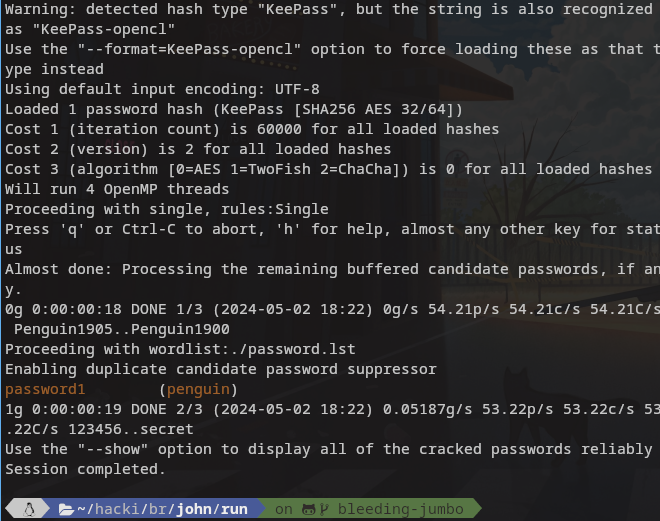 Warning: detected hash type "KeePass", but the string is also recognized
as "KeePass-opencl"
Use the "--format=KeePass-opencl" option to force loading these as that t
ype instead
Using default input encoding: UTF-8
Loaded 1 password hash (KeePass [SHA256 AES 32/64])
Cost 1 (iteration count) is 60000 for all loaded hashes
Cost 2 (version) is 2 for all loaded hashes
Cost 3 (algorithm [0=AES 1=TwoFish 2=ChaCha]) is 0 for all loaded hashes
Will run 4 OpenMP threads
Proceeding with single, rules:Single
Press 'q' or Ctrl-C to abort, 'h' for help, almost any other key for stat
us
Almost done: Processing the remaining buffered candidate passwords, if an
y.
0g 0:00:00:18 DONE 1/3 (2024-05-02 18:22) 0g/s 54.21p/s 54.21c/s 54.21C/s
Penguin1905..Penguin1900
Proceeding with wordlist:./password.lst
Enabling duplicate candidate password suppressor
password1 (penguin)
1g 0:00:00:19 DONE 2/3 (2024-05-02 18:22) 0.05187g/s 53.22p/s 53.22c/s 53
.22C/s 123456..secret
Use the "--show" option to display all of the cracked passwords reliably
Session completed.
~/hacki/br/john/run on bleeding-jumbo